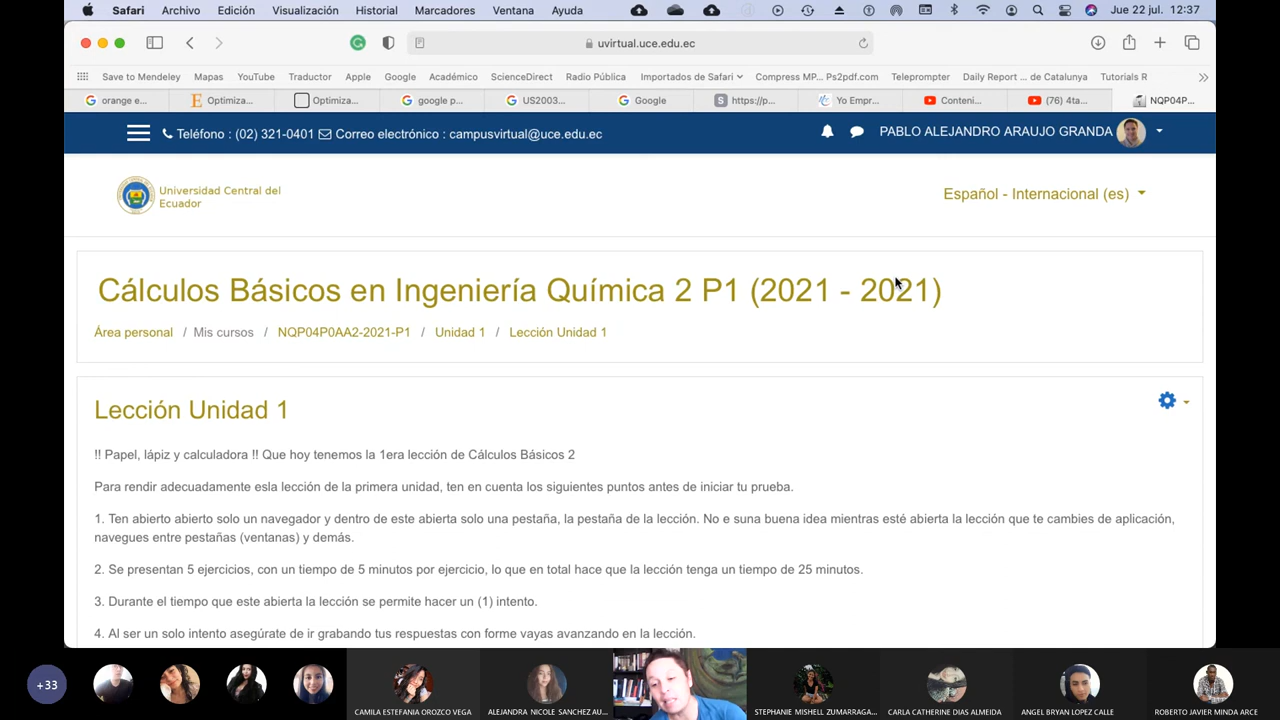 Safari Archivo Edición Visualización Historial Marcadores Ventana Ayuda Jue 22 jul. 12:37
uvirtual.uce.edu.ec
Save to Mendeley Mapas YouTube Traductor Apple Google Académico ScienceDirect Radio Pública Importados de Safari Compress MP... Ps2pdf.com Teleprompter Daily Report ... de Catalunya Tutorials R
orange e... Optimiza... Optimiza... google p... US2003... Google https://p... Yo Empr... Conteni... (76) 4ta... NQP04P...
Teléfono : (02) 321-0401 Correo electrónico : campusvirtual@uce.edu.ec PABLO ALEJANDRO ARAUJO GRANDA
Universidad Central del
Ecuador
Español - Internacional (es)
Cálculos Básicos en Ingeniería Química 2 P1 (2021 - 2021)
Área personal / Mis cursos / NQP04P0AA2-2021-P1 / Unidad 1 / Lección Unidad 1
Lección Unidad 1
!! Papel, lápiz y calculadora !! Que hoy tenemos la 1era lección de Cálculos Básicos 2
Para rendir adecuadamente esla lección de la primera unidad, ten en cuenta los siguientes puntos antes de iniciar tu prueba.
1. Ten abierto abierto solo un navegador y dentro de este abierta solo una pestaña, la pestaña de la lección. No e suna buena idea mientras esté abierta la lección que te cambies de aplicación,
navegues entre pestañas (ventanas) y demás.
2. Se presentan 5 ejercicios, con un tiempo de 5 minutos por ejercicio, lo que en total hace que la lección tenga un tiempo de 25 minutos.
3. Durante el tiempo que este abierta la lección se permite hacer un (1) intento.
4. Al ser un solo intento asegúrate de ir grabando tus respuestas con forme vayas avanzando en la lección.
+33 CAMILA ESTEFANIA OROZCO VEGA ALEJANDRA NICOLE SANCHEZ AU... STEPHANIE MISHELL ZUMARRAGA... CARLA CATHERINE DIAS ALMEIDA ANGEL BRYAN LOPEZ CALLE ROBERTO JAVIER MINDA ARCE